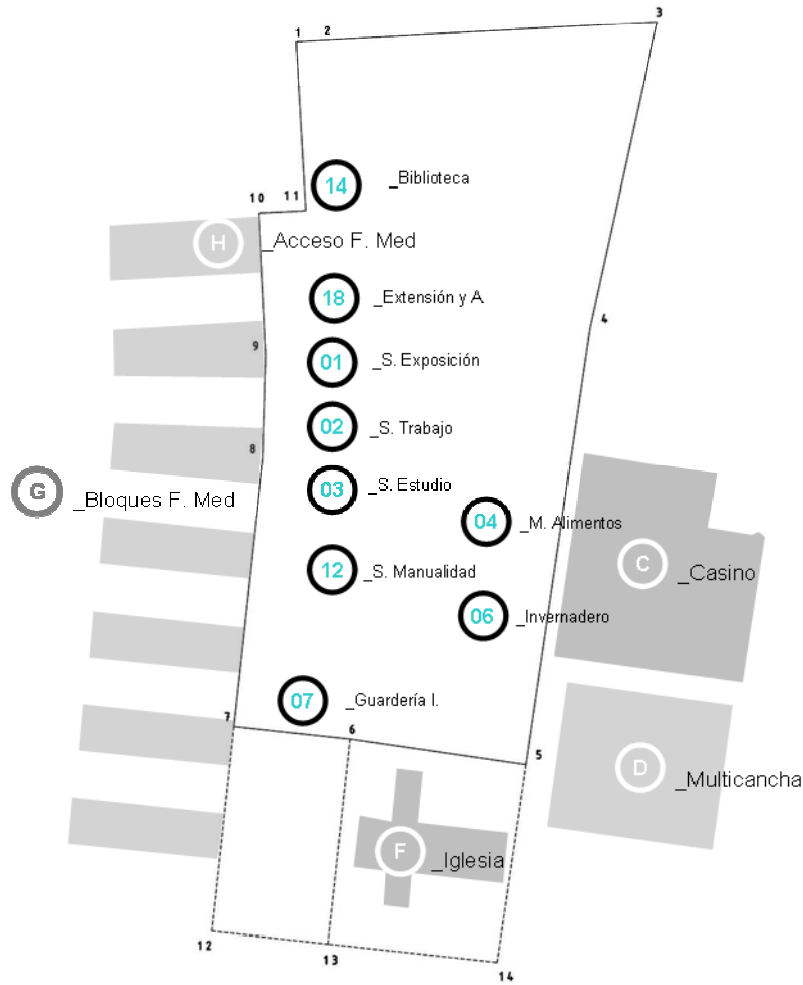 3
1 2
14 _Biblioteca
10 11
H _Acceso F. Med
18 _Extensión y A
4
9
01 _S. Exposición
02 _S. Trabajo
8
03 _S. Estudio
G _Bloques F. Med
04 _M. Alimentos
12 _S. Manualidad
C _Casino
06 _Invernadero
07 _Guardería I.
7
6
5
D _Multicancha
F _Iglesia
12
13
14